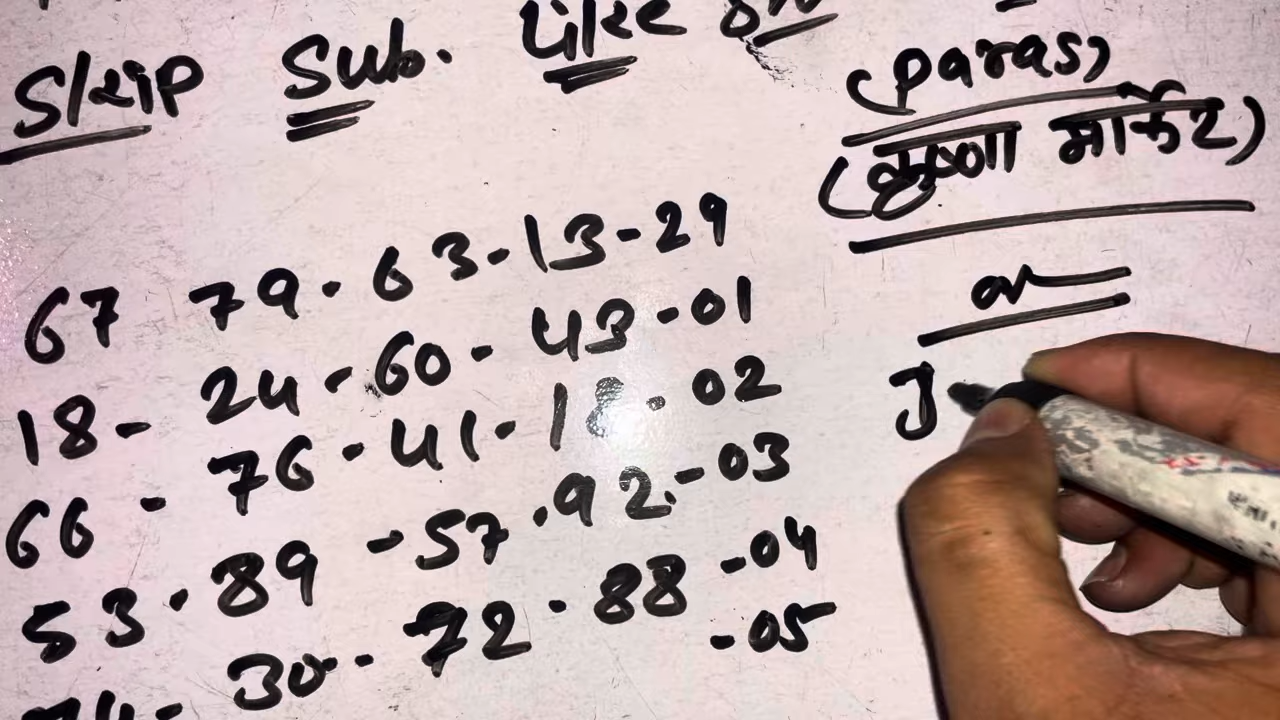 Skip Sub. Like
(Paras)
(कृष्णा मार्केट)
67 79 - 63 - 13 - 29
18 - 24 - 60 - 43 - 01
66 - 76 - 41 - 18 - 02
53 - 89 - 57 - 92 - 03
30 - 72 - 88 - 04
- 05
J